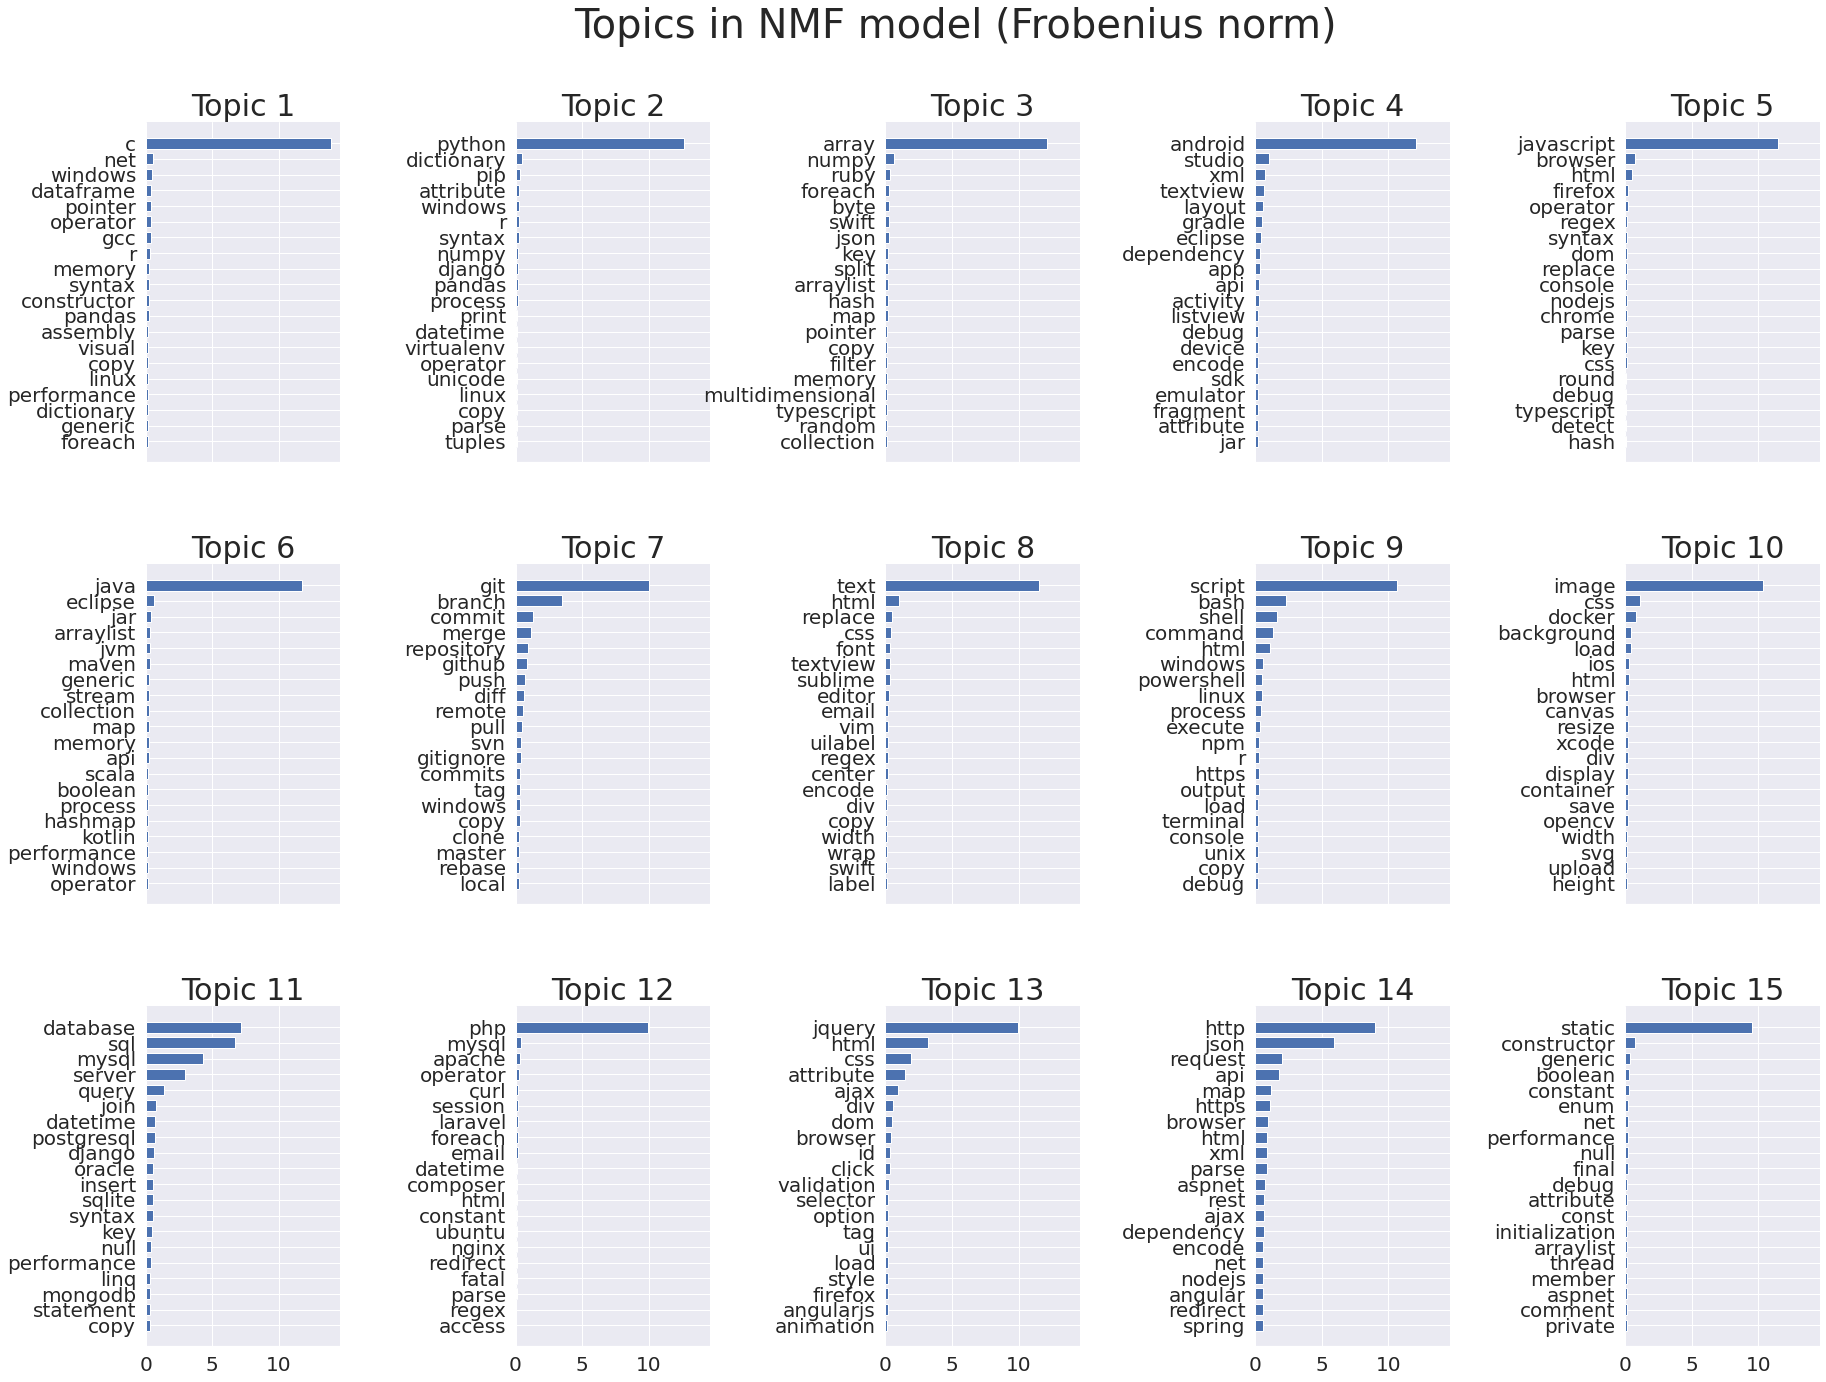 Topics in NMF model (Frobenius norm)
Topic 1
c
net
windows
dataframe
pointer
operator
gcc
r
memory
syntax
constructor
pandas
assembly
visual
copy
linux
performance
dictionary
generic
foreach
Topic 2
python
dictionary
pip
attribute
windows
r
syntax
numpy
django
pandas
process
print
datetime
virtualenv
operator
unicode
linux
copy
parse
tuples
Topic 3
array
numpy
ruby
foreach
byte
swift
json
key
split
arraylist
hash
map
pointer
copy
filter
memory
multidimensional
typescript
random
collection
Topic 4
android
studio
xml
textview
layout
gradle
eclipse
dependency
app
api
activity
listview
debug
device
encode
sdk
emulator
fragment
attribute
jar
Topic 5
javascript
browser
html
firefox
operator
regex
syntax
dom
replace
console
nodejs
chrome
parse
key
css
round
debug
typescript
detect
hash
Topic 6
java
eclipse
jar
arraylist
jvm
maven
generic
stream
collection
map
memory
api
scala
boolean
process
hashmap
kotlin
performance
windows
operator
Topic 7
git
branch
commit
merge
repository
github
push
diff
remote
pull
svn
gitignore
commits
tag
windows
copy
clone
master
rebase
local
Topic 8
text
html
replace
css
font
textview
sublime
editor
email
vim
uilabel
regex
center
encode
div
copy
width
wrap
swift
label
Topic 9
script
bash
shell
command
html
windows
powershell
linux
process
execute
npm
r
https
output
load
terminal
console
unix
copy
debug
Topic 10
image
css
docker
background
load
ios
html
browser
canvas
resize
xcode
div
display
container
save
opencv
width
svg
upload
height
Topic 11
database
sql
mysql
server
query
join
datetime
postgresql
django
oracle
insert
sqlite
syntax
key
null
performance
linq
mongodb
statement
copy
0 5 10
Topic 12
php
mysql
apache
operator
curl
session
laravel
foreach
email
datetime
composer
html
constant
ubuntu
nginx
redirect
fatal
parse
regex
access
0 5 10
Topic 13
jquery
html
css
attribute
ajax
div
dom
browser
id
click
validation
selector
option
tag
ui
load
style
firefox
angularjs
animation
0 5 10
Topic 14
http
json
request
api
map
https
browser
html
xml
parse
aspnet
rest
ajax
dependency
encode
net
nodejs
angular
redirect
spring
0 5 10
Topic 15
static
constructor
generic
boolean
constant
enum
net
performance
null
final
debug
attribute
const
initialization
arraylist
thread
member
aspnet
comment
private
0 5 10